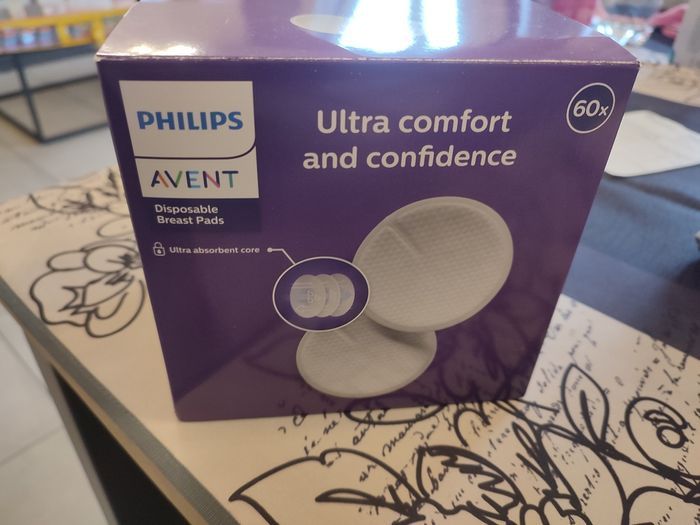 PHILIPS
AVENT
Disposable
Breast Pads
Ultra absorbent core
Ultra comfort
and confidence
60x